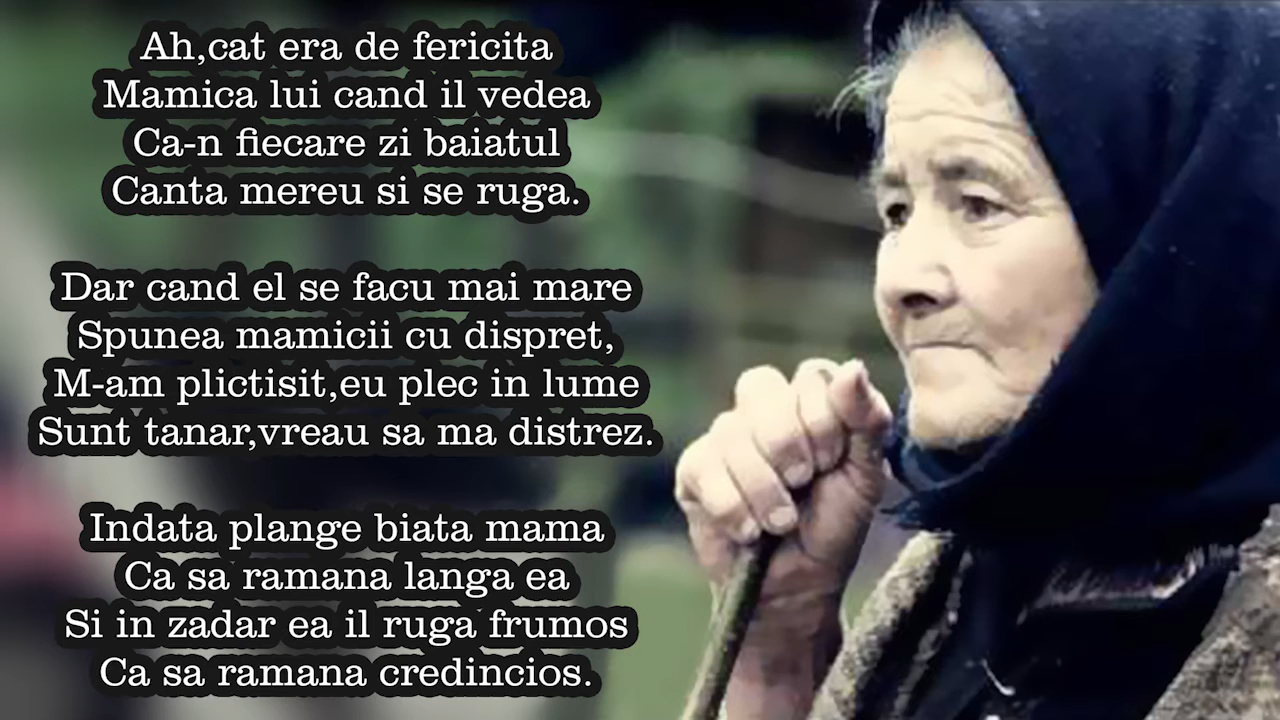 Ah,cat era de fericita
Mamica lui cand il vedea
Ca-n fiecare zi baiatul
Canta mereu si se ruga.
Dar cand el se facu mai mare
Spunea mamicii cu dispret,
M-am plictisit,eu plec in lume
Sunt tanar,vreau sa ma distrez.
Indata plange biata mama
Ca sa ramana langa ea
Si in zadar ea il ruga frumos
Ca sa ramana credincios.